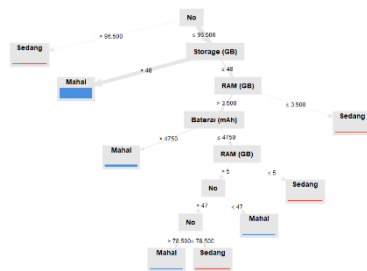 No
> 96.500 ≤ 96.500
Sedang
Storage (GB)
> 48 ≤ 48
Mahal
RAM (GB)
> 3.500 ≤ 3.500
Baterai (mAh)
Sedang
> 4750 ≤ 4750
Mahal
RAM (GB)
> 5 ≤ 5
No
Sedang
> 47 ≤ 47
No
Mahal
> 78.500 ≤ 78.500
Mahal
Sedang